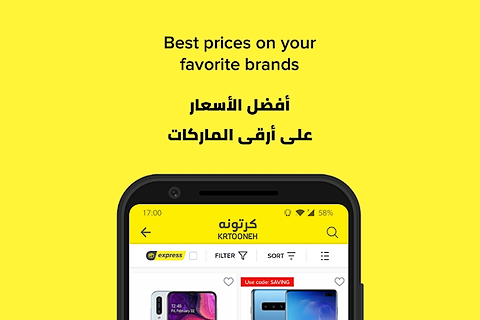 Best prices on your
favorite brands
أفضل الأسعار
على أرقى الماركات
17:00 58%
كرتونه
KRTOONEH
express FILTER SORT
Use code: SAVING